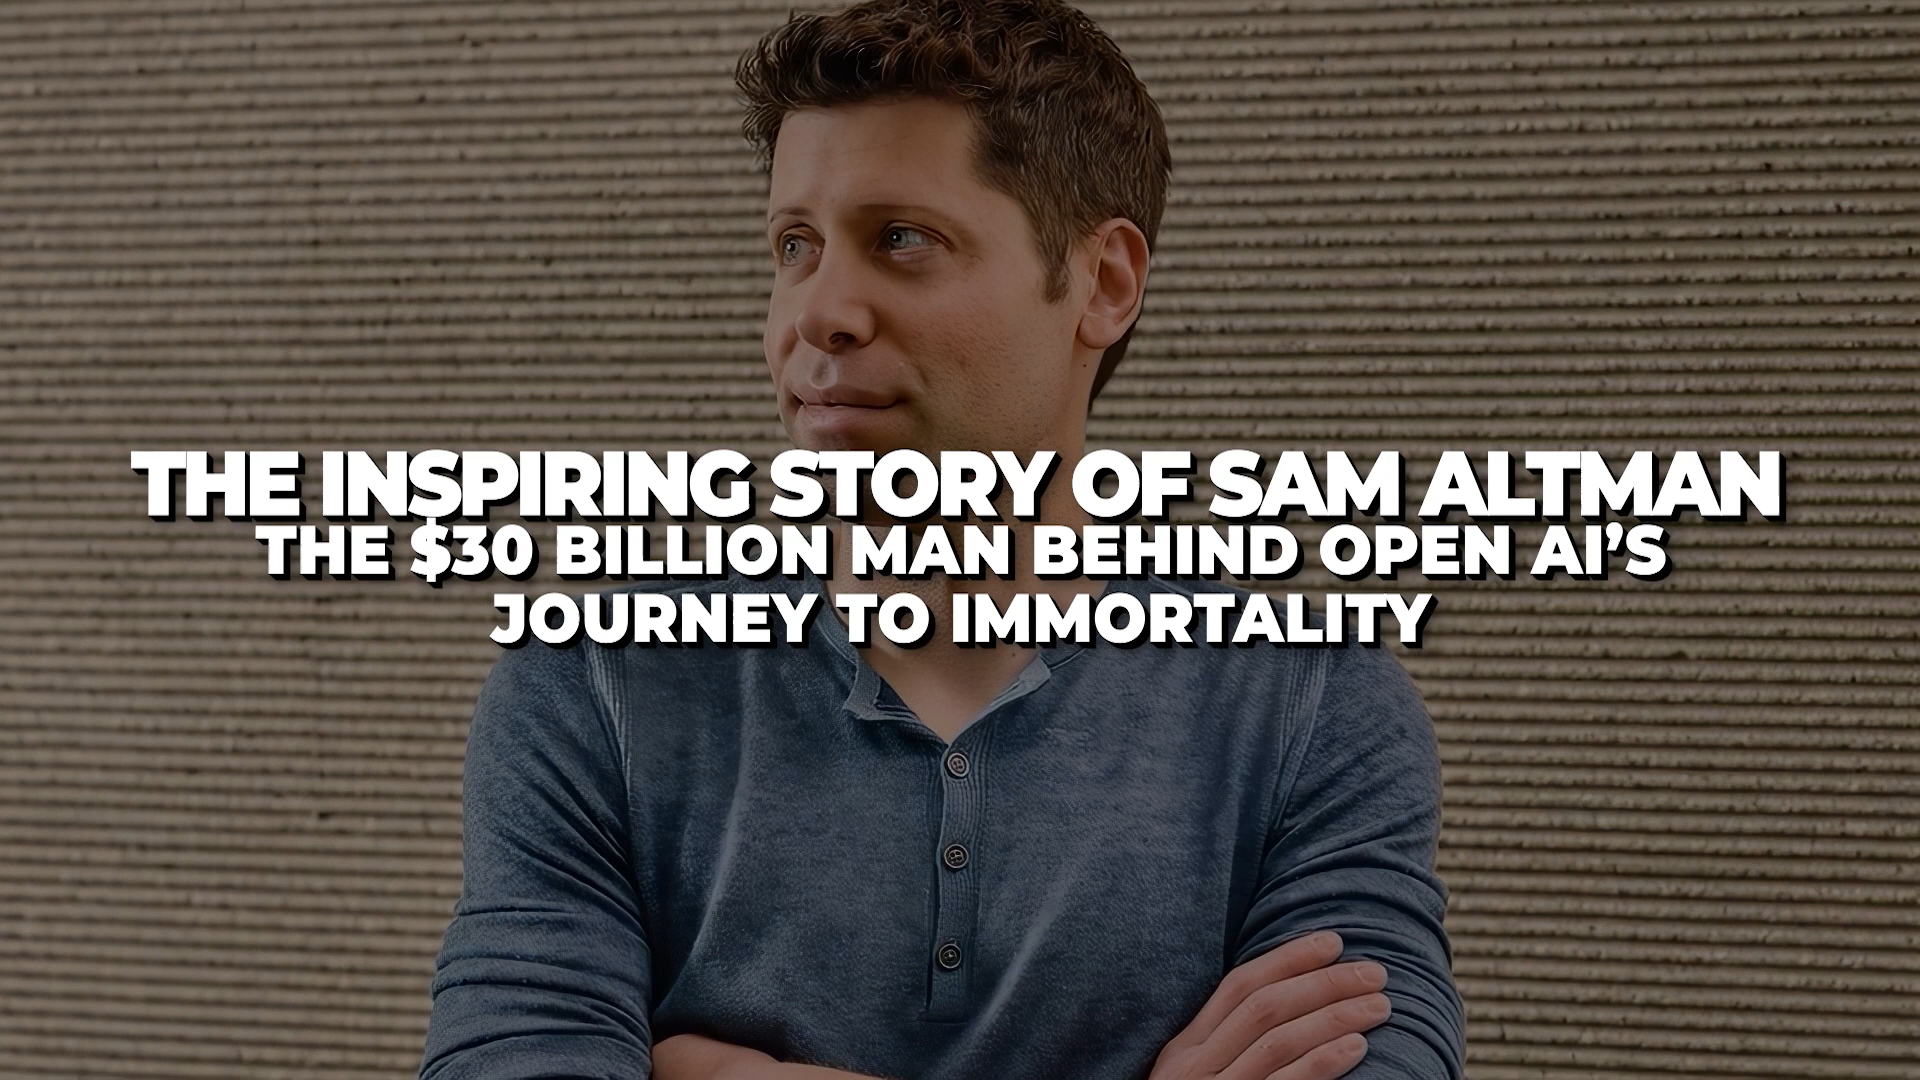 THE INSPIRING STORY OF SAM ALTMAN
THE $30 BILLION MAN BEHIND OPEN AI’S
JOURNEY TO IMMORTALITY